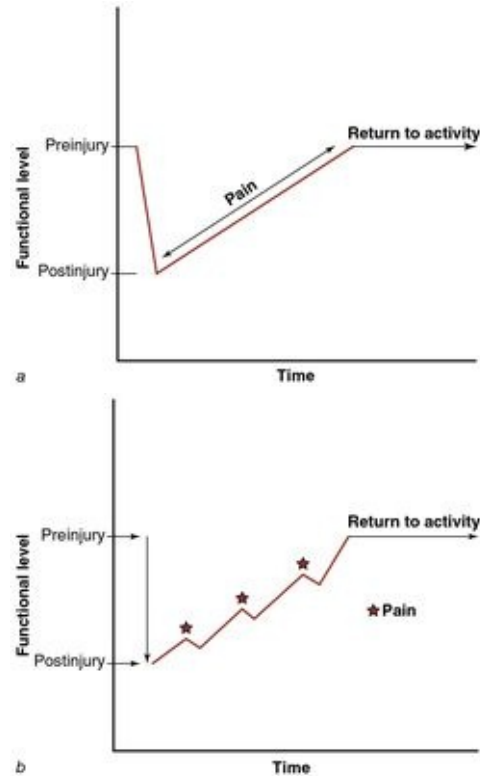 Functional level
Preinjury
Postinjury
Pain
Return to activity
Time
a
Functional level
Preinjury
Postinjury
Return to activity
Pain
Time
b